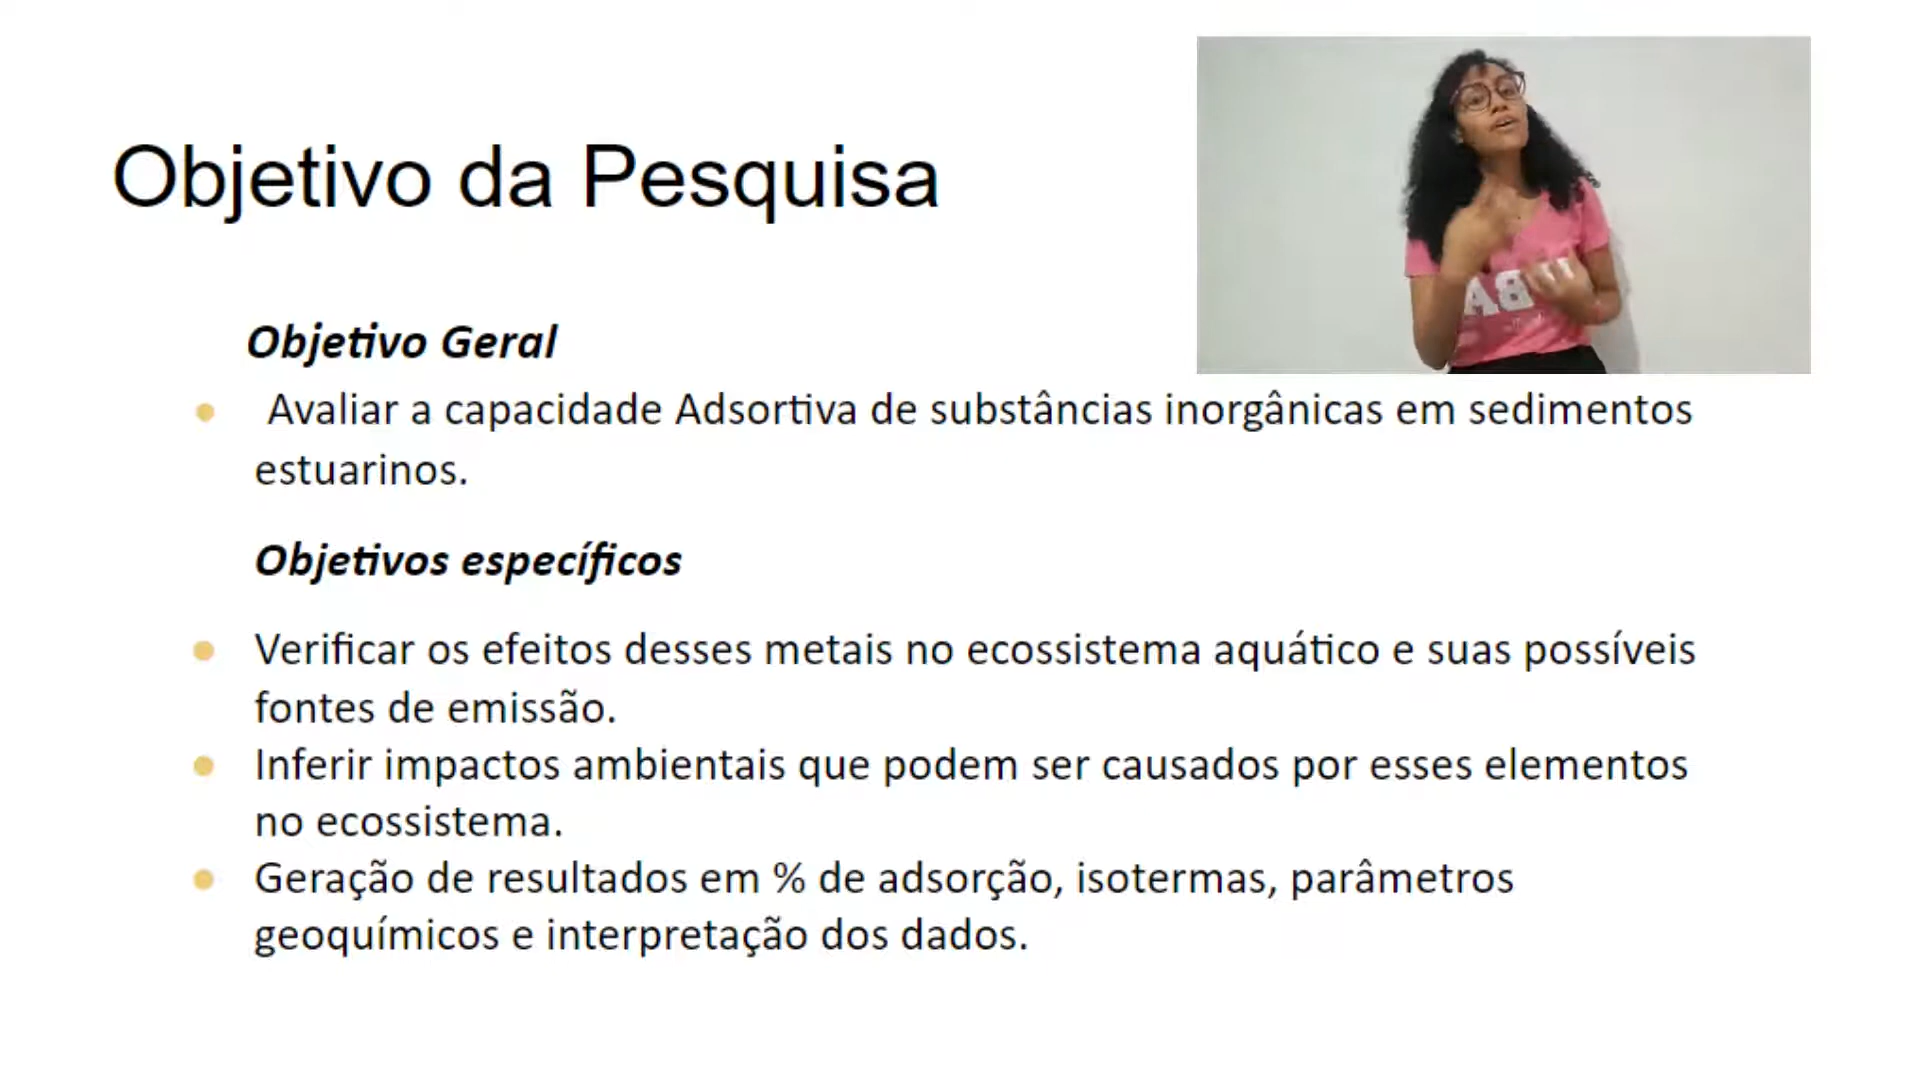 Objetivo da Pesquisa
Objetivo Geral
Avaliar a capacidade Adsortiva de substâncias inorgânicas em sedimentos
estuarinos.
Objetivos específicos
Verificar os efeitos desses metais no ecossistema aquático e suas possíveis
fontes de emissão.
Inferir impactos ambientais que podem ser causados por esses elementos
no ecossistema.
Geração de resultados em % de adsorção, isotermas, parâmetros
geoquímicos e interpretação dos dados.